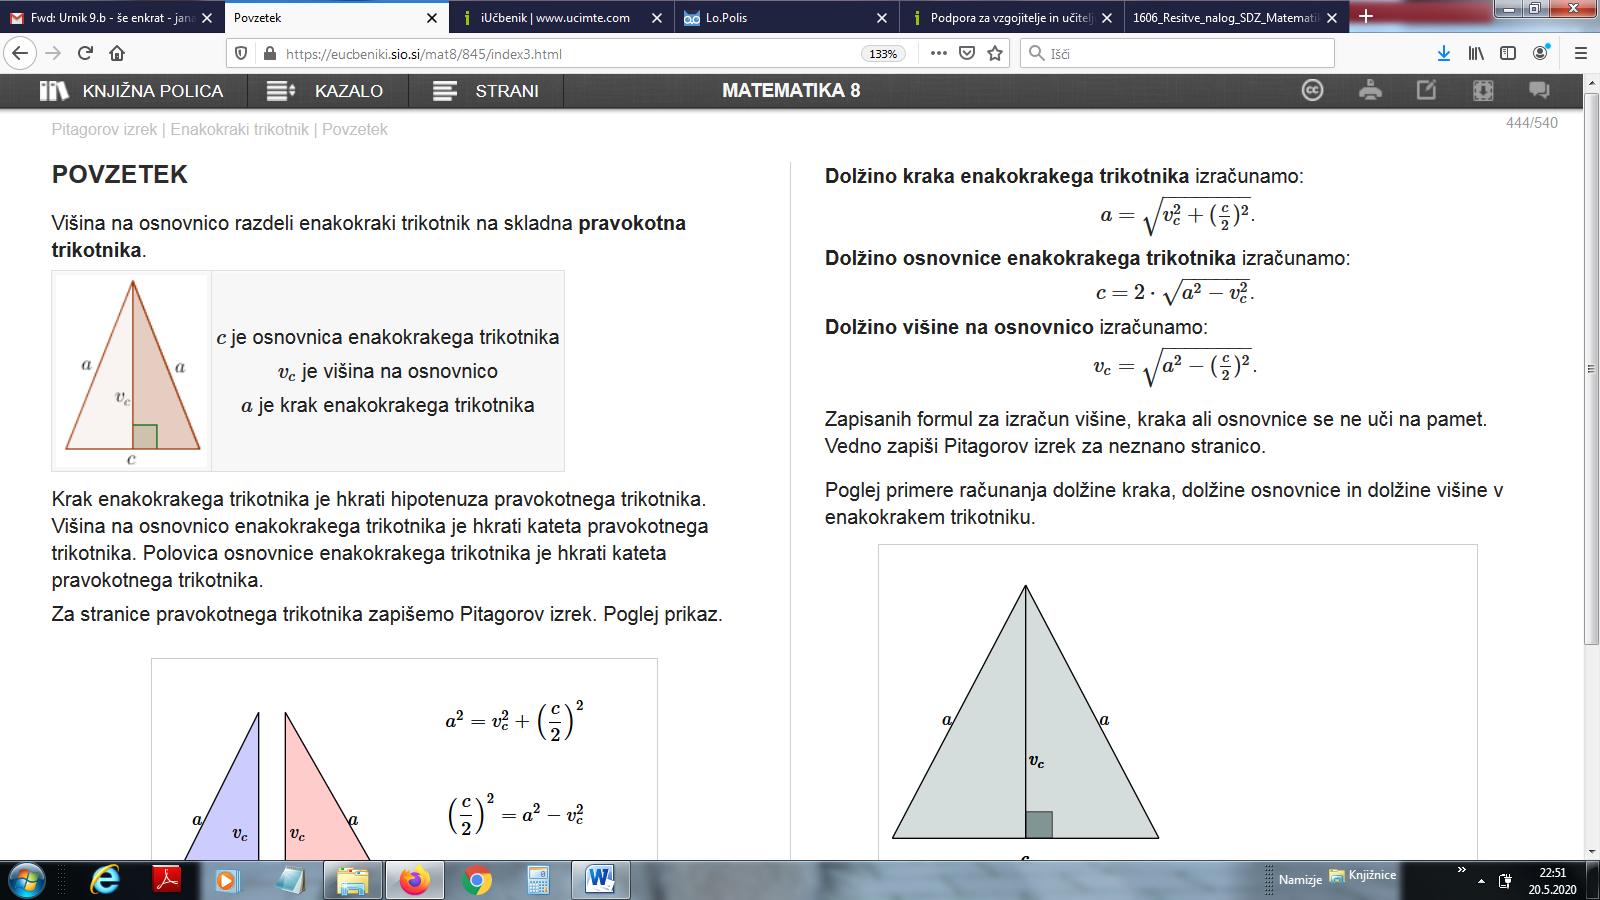 Fwd: Urnik 9.b - še enkrat - jana
Povzetek
iUčbenik | www.ucimte.com
Lo.Polis
Podpora za vzgojitelje in učitelj
1606_Resitve_nalog_SDZ_Matemati
https://eucbeniki.sio.si/mat8/845/index3.html
133%
Išči
KNJIŽNA POLICA
KAZALO
STRANI
MATEMATIKA 8
Pitagorov izrek | Enakokraki trikotnik | Povzetek
444/540
POVZETEK
Višina na osnovnico razdeli enakokraki trikotnik na skladna pravokotna
trikotnika.
a
a
v_c
c
c je osnovnica enakokrakega trikotnika
v_c je višina na osnovnico
a je krak enakokrakega trikotnika
Krak enakokrakega trikotnika je hkrati hipotenuza pravokotnega trikotnika.
Višina na osnovnico enakokrakega trikotnika je hkrati kateta pravokotnega
trikotnika. Polovica osnovnice enakokrakega trikotnika je hkrati kateta
pravokotnega trikotnika.
Za stranice pravokotnega trikotnika zapišemo Pitagorov izrek. Poglej prikaz.
a² = v_c² + (c/2)²
(c/2)² = a² − v_c²
a
v_c
v_c
a
Dolžino kraka enakokrakega trikotnika izračunamo:
a = √(v_c² + (c/2)²).
Dolžino osnovnice enakokrakega trikotnika izračunamo:
c = 2 · √(a² − v_c²).
Dolžino višine na osnovnico izračunamo:
v_c = √(a² − (c/2)²).
Zapisanih formul za izračun višine, kraka ali osnovnice se ne uči na pamet.
Vedno zapiši Pitagorov izrek za neznano stranico.
Poglej primere računanja dolžine kraka, dolžine osnovnice in dolžine višine v
enakokrakem trikotniku.
a
a
v_c
Namizje
Knjižnice
22:51
20.5.2020